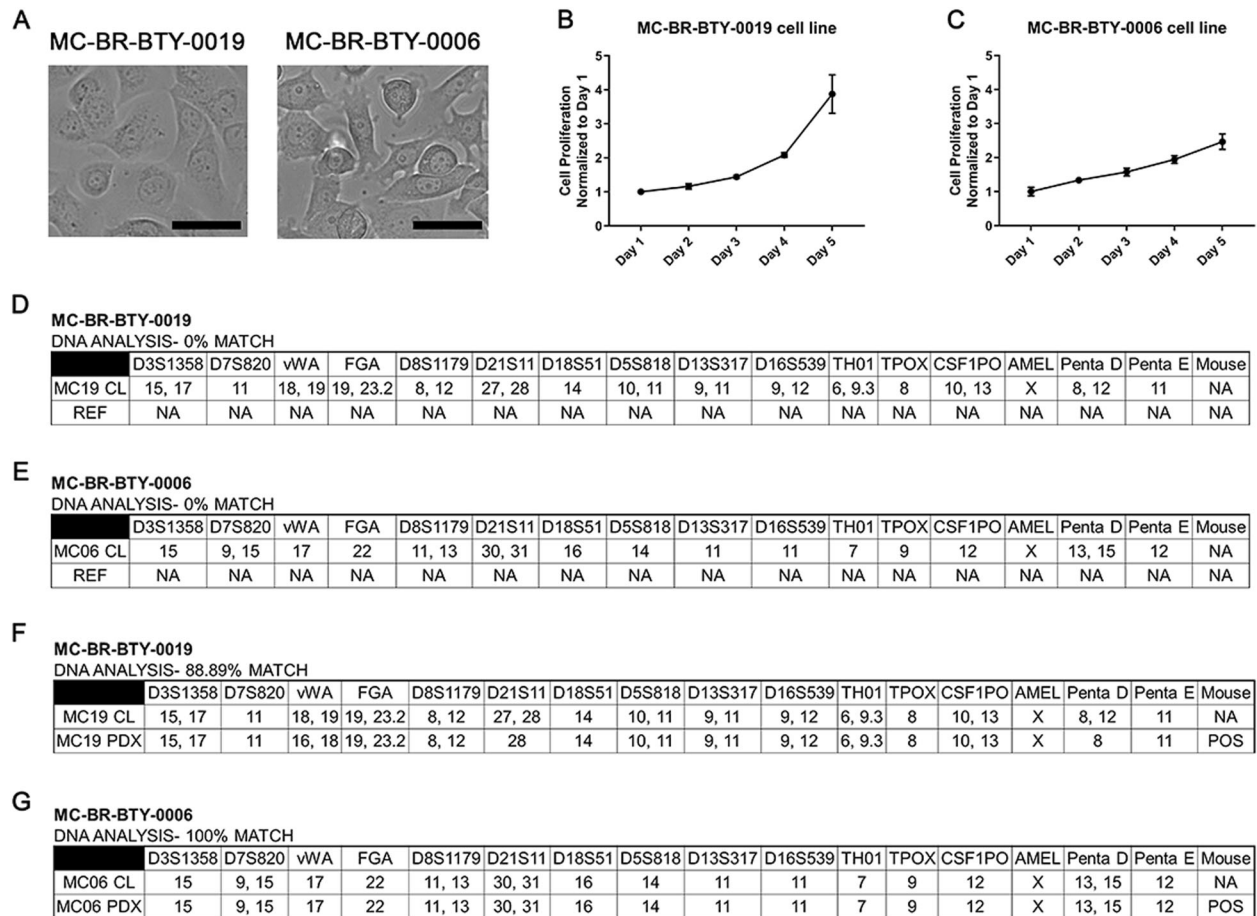 A
MC-BR-BTY-0019
MC-BR-BTY-0006
B
MC-BR-BTY-0019 cell line
Cell Proliferation
Normalized to Day 1
5
4
3
2
1
0
Day 1
Day 2
Day 3
Day 4
Day 5
C
MC-BR-BTY-0006 cell line
Cell Proliferation
Normalized to Day 1
5
4
3
2
1
0
Day 1
Day 2
Day 3
Day 4
Day 5
D
MC-BR-BTY-0019
DNA ANALYSIS- 0% MATCH
D3S1358 D7S820 vWA FGA D8S1179 D21S11 D18S51 D5S818 D13S317 D16S539 TH01 TPOX CSF1PO AMEL Penta D Penta E Mouse
MC19 CL 15, 17 11 18, 19 19, 23.2 8, 12 27, 28 14 10, 11 9, 11 9, 12 6, 9.3 8 10, 13 X 8, 12 11 NA
REF NA NA NA NA NA NA NA NA NA NA NA NA NA NA NA NA NA
E
MC-BR-BTY-0006
DNA ANALYSIS- 0% MATCH
D3S1358 D7S820 vWA FGA D8S1179 D21S11 D18S51 D5S818 D13S317 D16S539 TH01 TPOX CSF1PO AMEL Penta D Penta E Mouse
MC06 CL 15 9, 15 17 22 11, 13 30, 31 16 14 11 11 7 9 12 X 13, 15 12 NA
REF NA NA NA NA NA NA NA NA NA NA NA NA NA NA NA NA NA
F
MC-BR-BTY-0019
DNA ANALYSIS- 88.89% MATCH
D3S1358 D7S820 vWA FGA D8S1179 D21S11 D18S51 D5S818 D13S317 D16S539 TH01 TPOX CSF1PO AMEL Penta D Penta E Mouse
MC19 CL 15, 17 11 18, 19 19, 23.2 8, 12 27, 28 14 10, 11 9, 11 9, 12 6, 9.3 8 10, 13 X 8, 12 11 NA
MC19 PDX 15, 17 11 16, 18 19, 23.2 8, 12 28 14 10, 11 9, 11 9, 12 6, 9.3 8 10, 13 X 8 11 POS
G
MC-BR-BTY-0006
DNA ANALYSIS- 100% MATCH
D3S1358 D7S820 vWA FGA D8S1179 D21S11 D18S51 D5S818 D13S317 D16S539 TH01 TPOX CSF1PO AMEL Penta D Penta E Mouse
MC06 CL 15 9, 15 17 22 11, 13 30, 31 16 14 11 11 7 9 12 X 13, 15 12 NA
MC06 PDX 15 9, 15 17 22 11, 13 30, 31 16 14 11 11 7 9 12 X 13, 15 12 POS